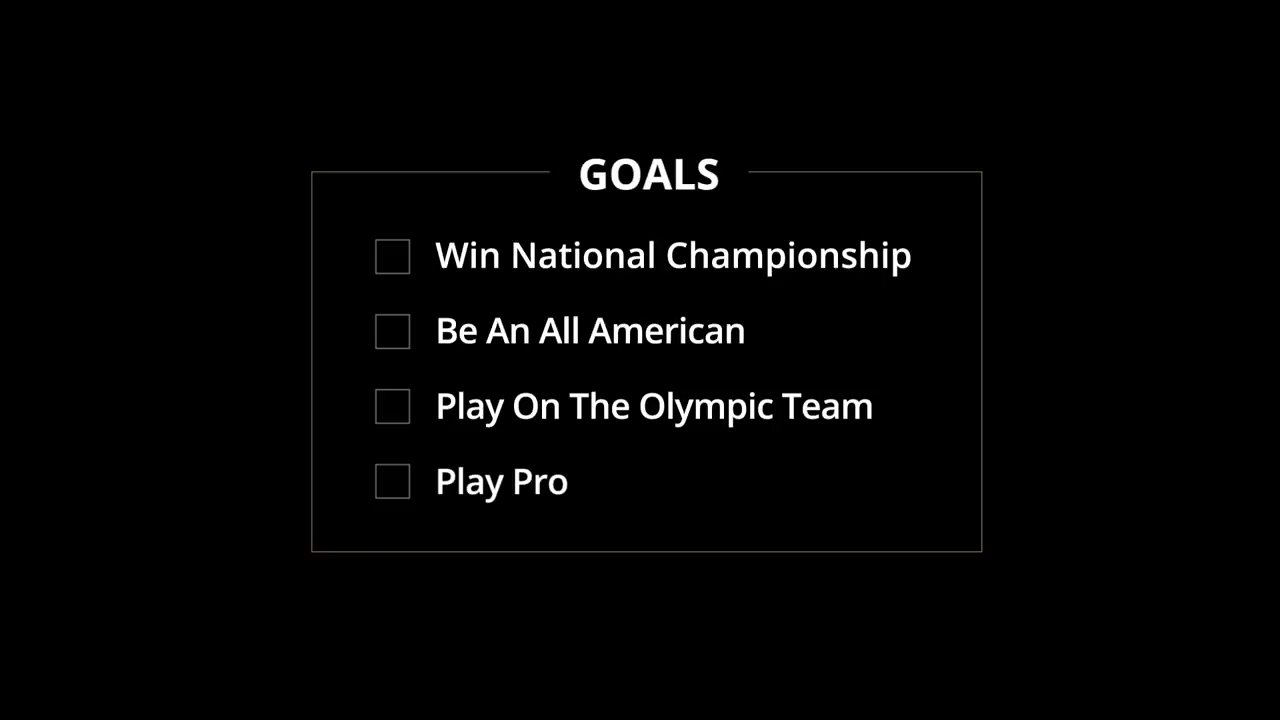 GOALS
Win National Championship
Be An All American
Play On The Olympic Team
Play Pro